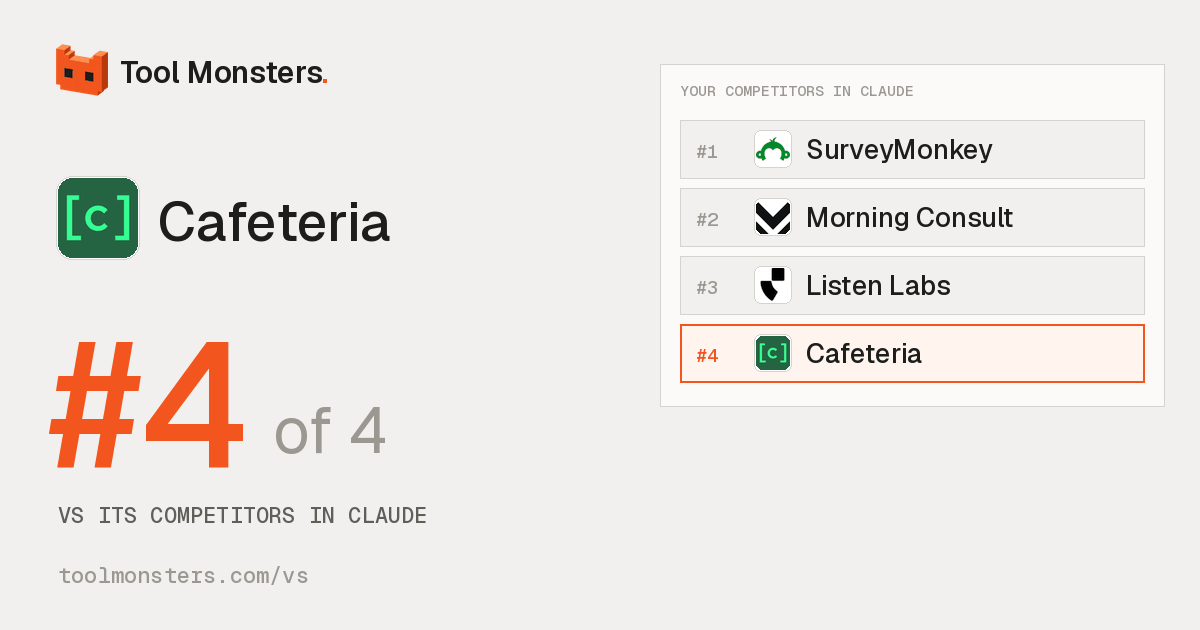 Tool Monsters.
[c] Cafeteria
#4 of 4
VS ITS COMPETITORS IN CLAUDE
toolmonsters.com/vs
YOUR COMPETITORS IN CLAUDE
#1 SurveyMonkey
#2 Morning Consult
#3 Listen Labs
#4 [c] Cafeteria